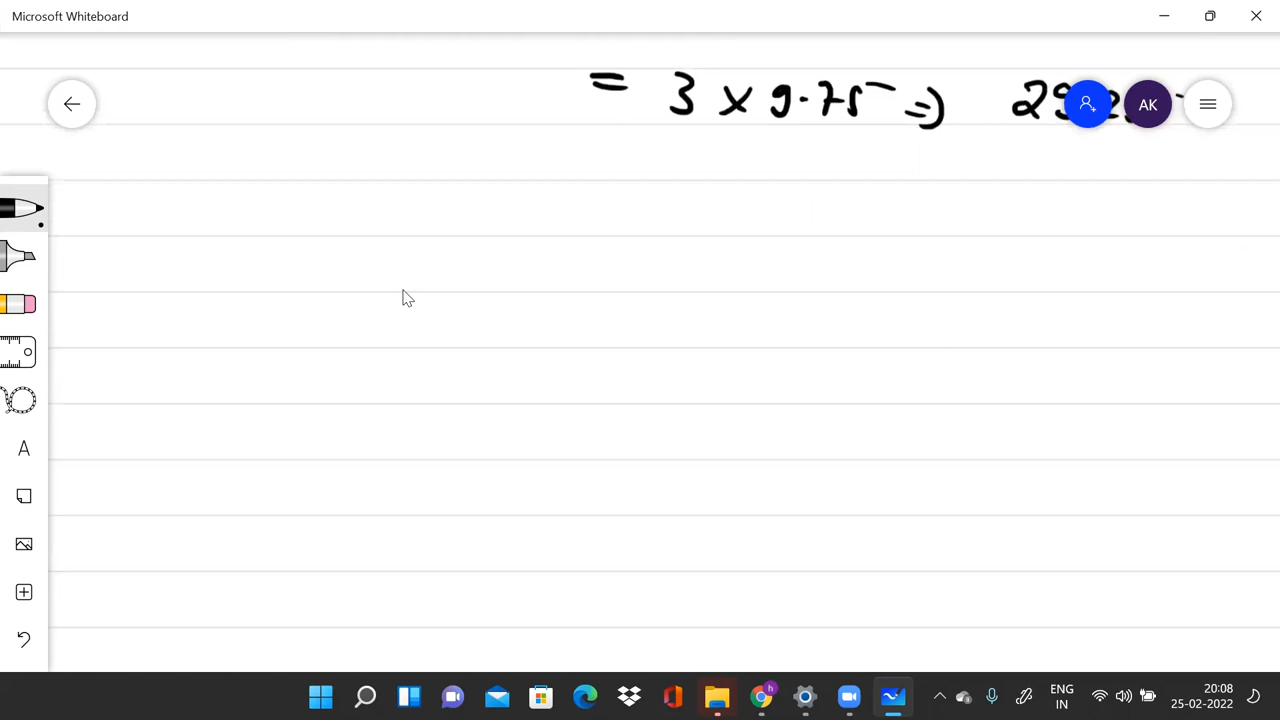 Microsoft Whiteboard
= 3 x 9.75 =>
AK
A
h
ENG
IN
20:08
25-02-2022